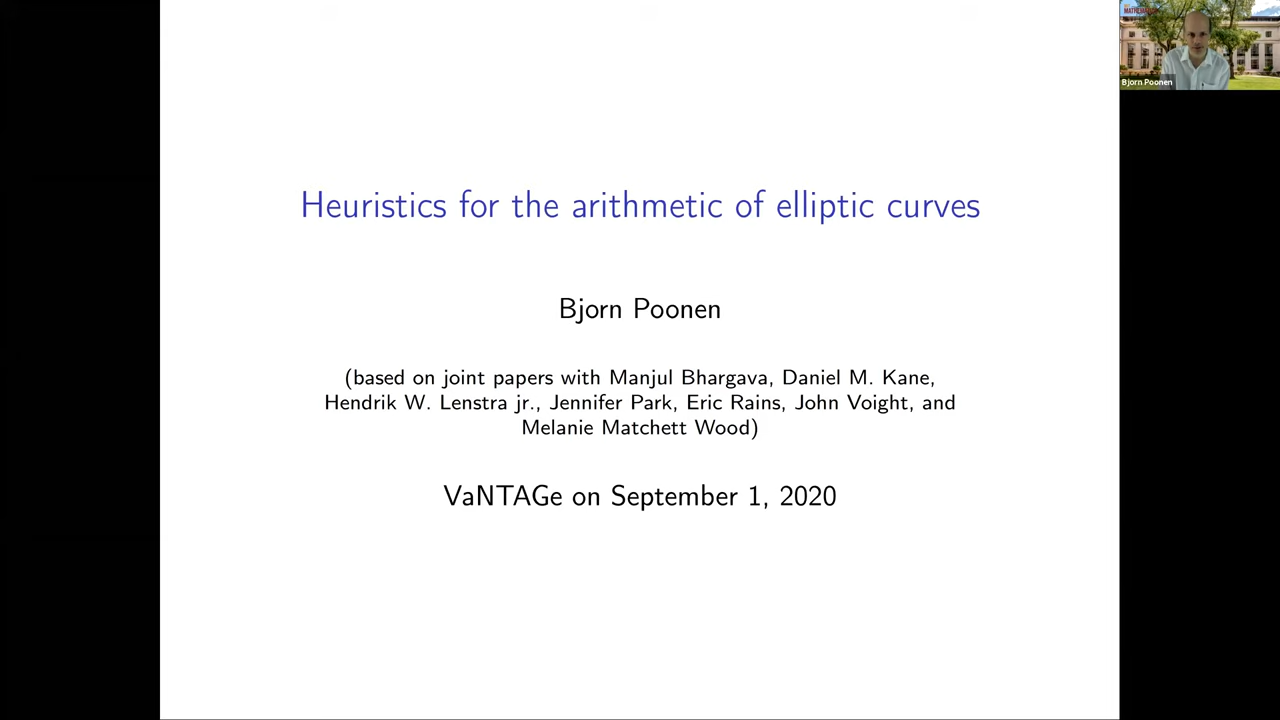 MATHEMA
Bjorn Poonen
Heuristics for the arithmetic of elliptic curves
Bjorn Poonen
(based on joint papers with Manjul Bhargava, Daniel M. Kane,
Hendrik W. Lenstra jr., Jennifer Park, Eric Rains, John Voight, and
Melanie Matchett Wood)
VaNTAGe on September 1, 2020